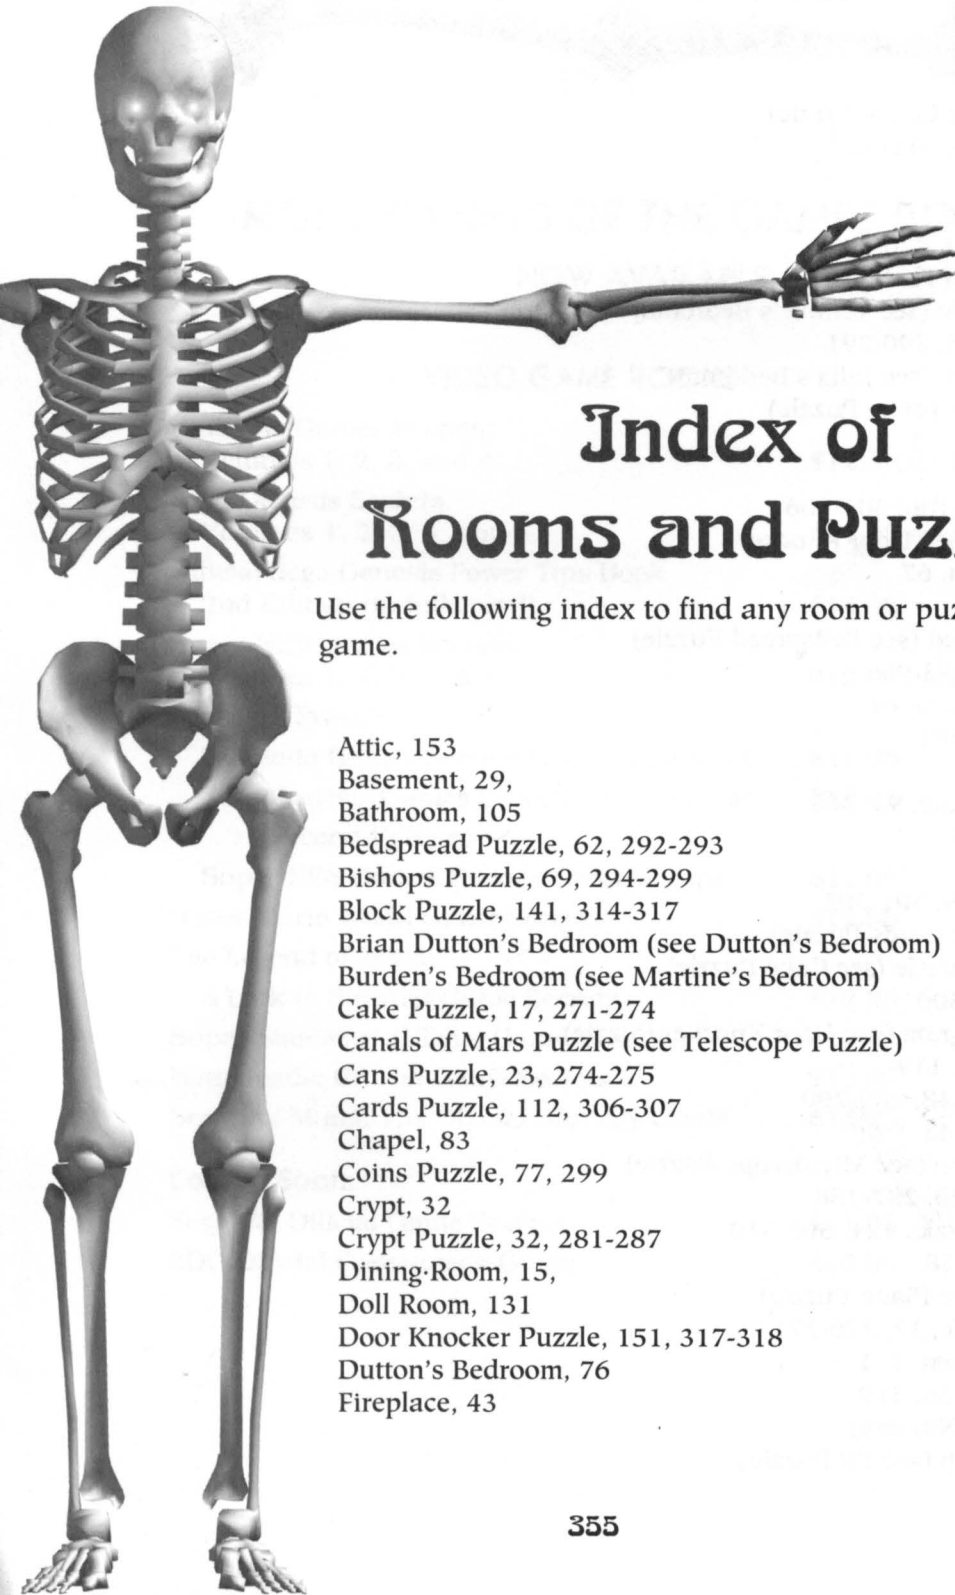 Index of
Rooms and Puz
Use the following index to find any room or puz
game.
Attic, 153
Basement, 29,
Bathroom, 105
Bedspread Puzzle, 62, 292-293
Bishops Puzzle, 69, 294-299
Block Puzzle, 141, 314-317
Brian Dutton's Bedroom (see Dutton's Bedroom)
Burden's Bedroom (see Martine's Bedroom)
Cake Puzzle, 17, 271-274
Canals of Mars Puzzle (see Telescope Puzzle)
Cans Puzzle, 23, 274-275
Cards Puzzle, 112, 306-307
Chapel, 83
Coins Puzzle, 77, 299
Crypt, 32
Crypt Puzzle, 32, 281-287
Dining Room, 15,
Doll Room, 131
Door Knocker Puzzle, 151, 317-318
Dutton's Bedroom, 76
Fireplace, 43
355